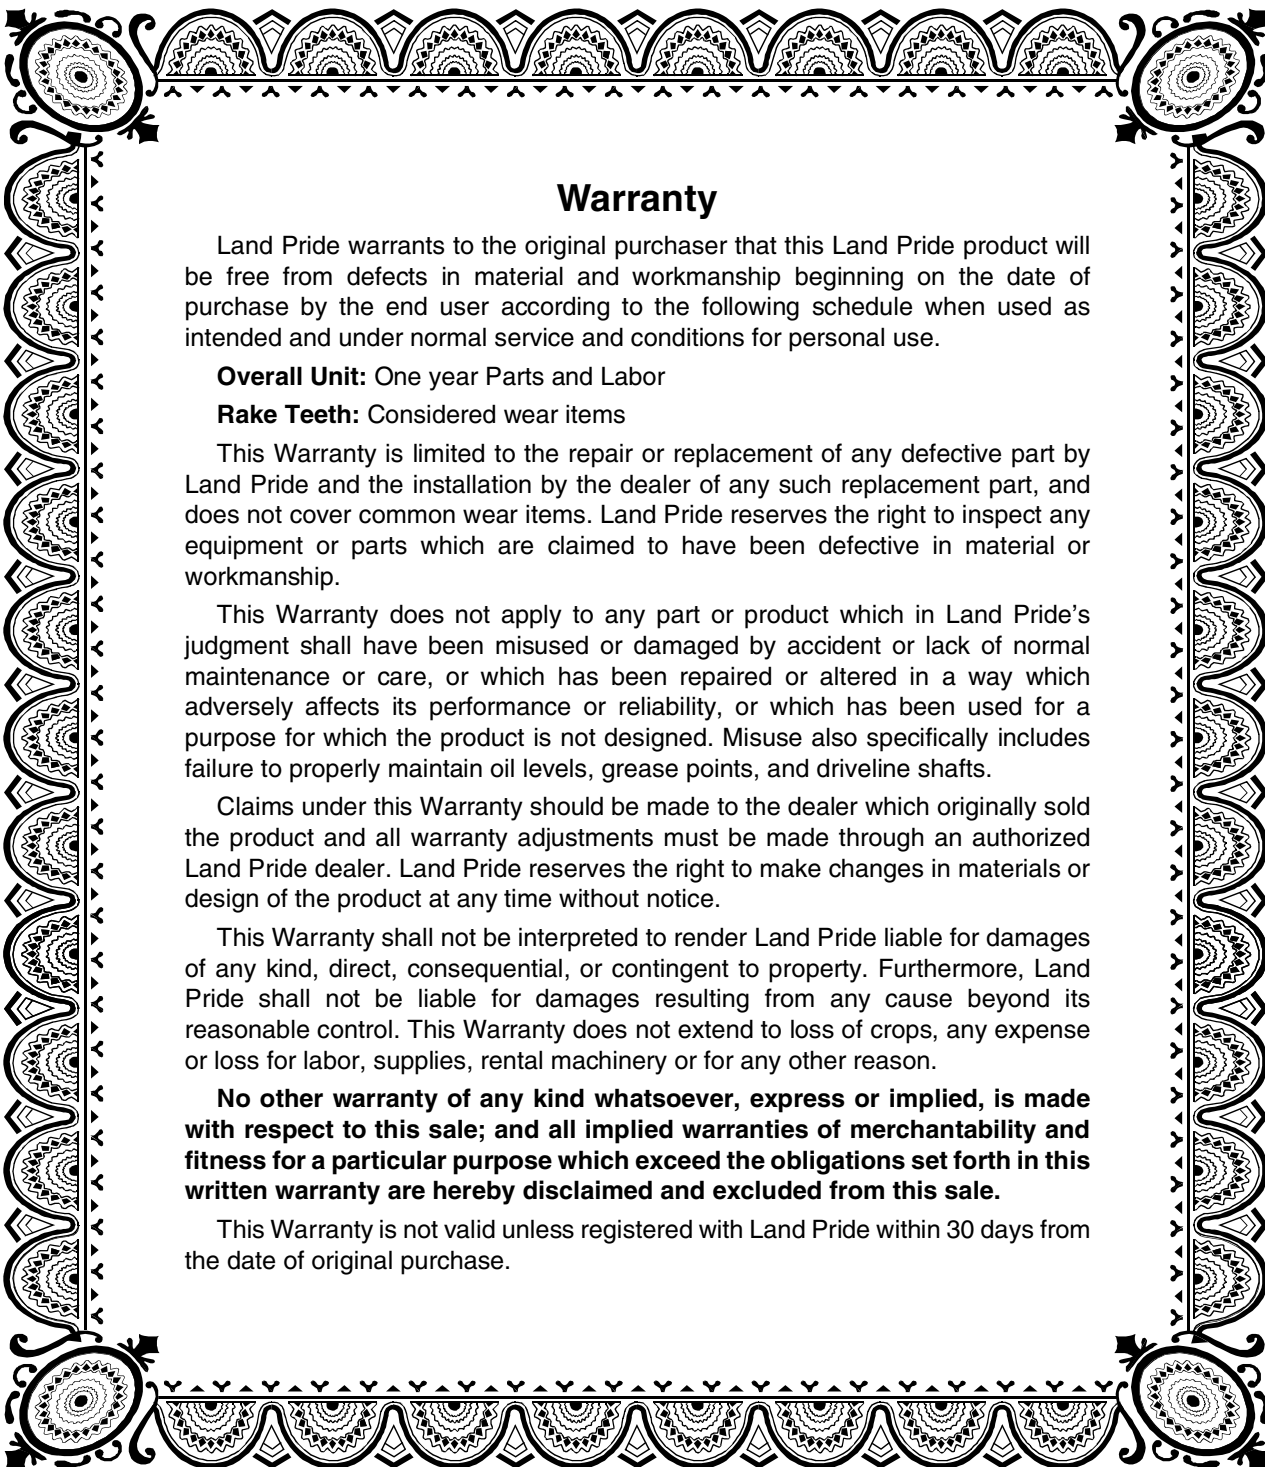 Warranty
Land Pride warrants to the original purchaser that this Land Pride product will
be free from defects in material and workmanship beginning on the date of
purchase by the end user according to the following schedule when used as
intended and under normal service and conditions for personal use.
Overall Unit: One year Parts and Labor
Rake Teeth: Considered wear items
This Warranty is limited to the repair or replacement of any defective part by
Land Pride and the installation by the dealer of any such replacement part, and
does not cover common wear items. Land Pride reserves the right to inspect any
equipment or parts which are claimed to have been defective in material or
workmanship.
This Warranty does not apply to any part or product which in Land Pride’s
judgment shall have been misused or damaged by accident or lack of normal
maintenance or care, or which has been repaired or altered in a way which
adversely affects its performance or reliability, or which has been used for a
purpose for which the product is not designed. Misuse also specifically includes
failure to properly maintain oil levels, grease points, and driveline shafts.
Claims under this Warranty should be made to the dealer which originally sold
the product and all warranty adjustments must be made through an authorized
Land Pride dealer. Land Pride reserves the right to make changes in materials or
design of the product at any time without notice.
This Warranty shall not be interpreted to render Land Pride liable for damages
of any kind, direct, consequential, or contingent to property. Furthermore, Land
Pride shall not be liable for damages resulting from any cause beyond its
reasonable control. This Warranty does not extend to loss of crops, any expense
or loss for labor, supplies, rental machinery or for any other reason.
No other warranty of any kind whatsoever, express or implied, is made
with respect to this sale; and all implied warranties of merchantability and
fitness for a particular purpose which exceed the obligations set forth in this
written warranty are hereby disclaimed and excluded from this sale.
This Warranty is not valid unless registered with Land Pride within 30 days from
the date of original purchase.